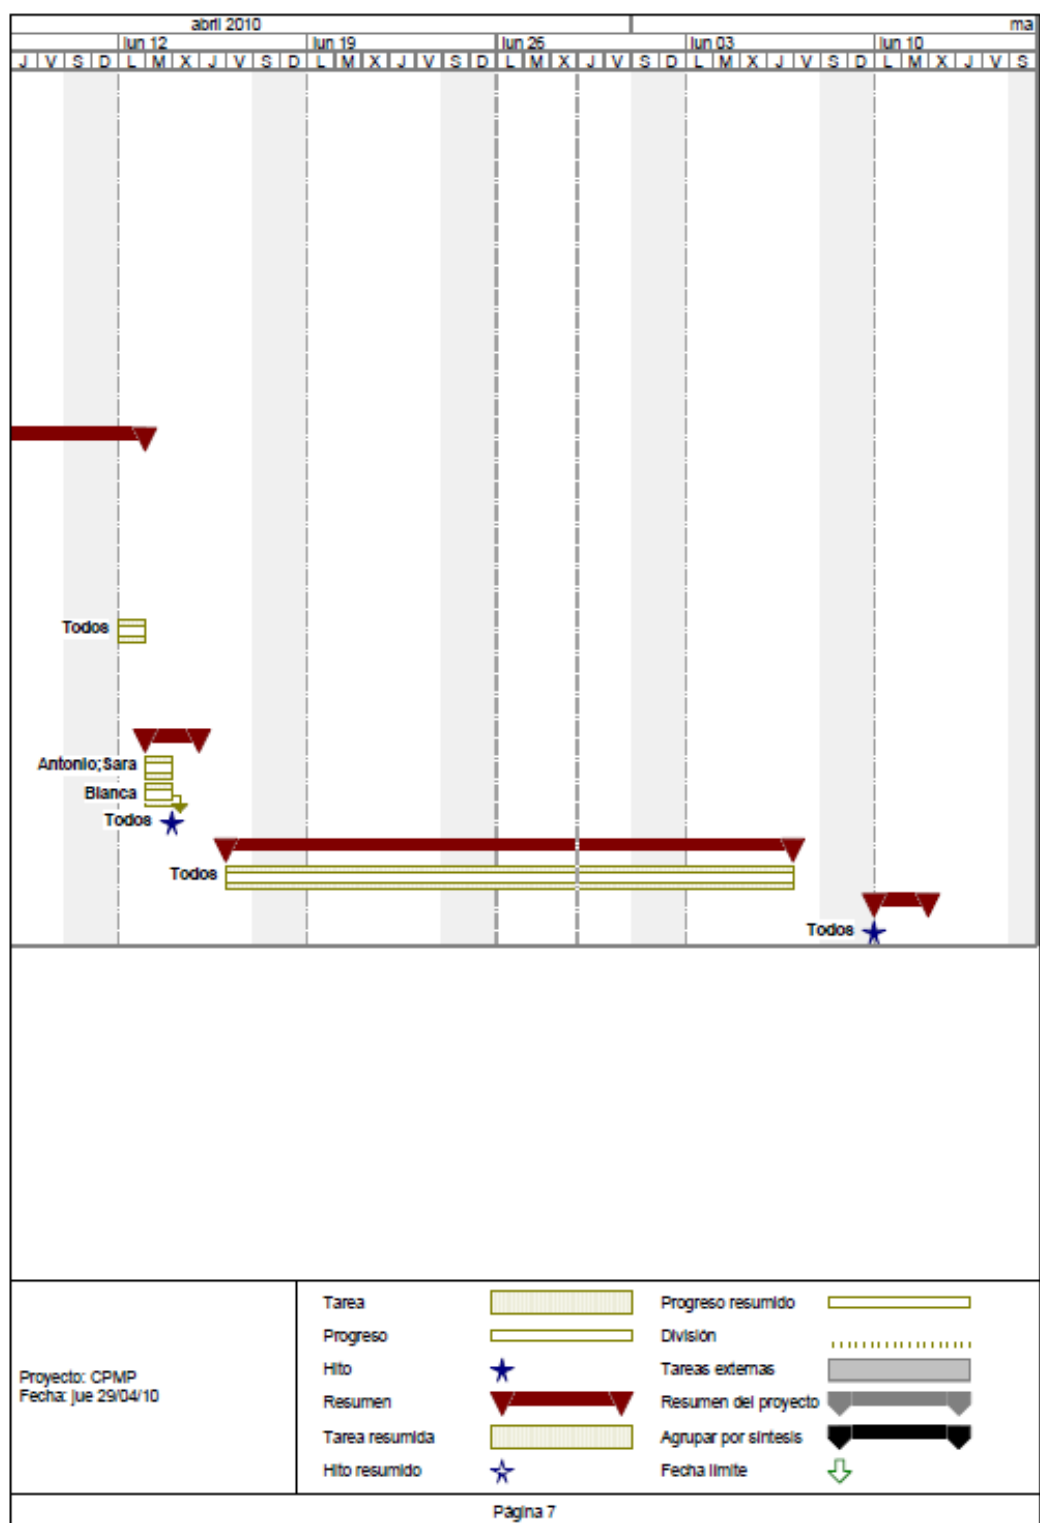 abril 2010 ma
lun 12 lun 19 lun 26 lun 03 lun 10
J V S D L M X J V S D L M X J V S D L M X J V S D L M X J V S D L M X J V S
Todos
Antonio;Sara
Blanca
Todos
Todos
Todos
Tarea Progreso resumido
Progreso División
Hito Tareas externas
Proyecto: CPMP
Fecha: jue 29/04/10
Resumen Resumen del proyecto
Tarea resumida Agrupar por síntesis
Hito resumido Fecha límite
Página 7